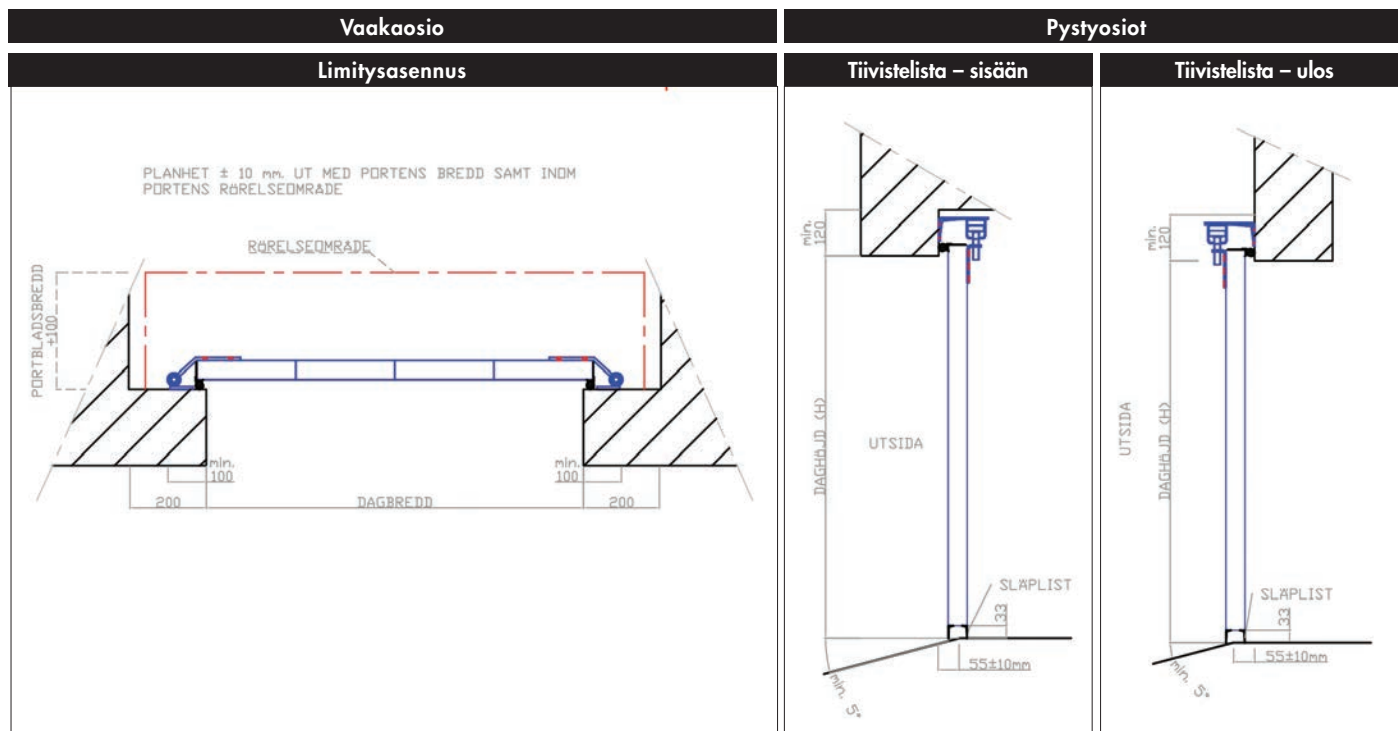 Vaakaosio
Pystyosiot
Limitysasennus
Tiivistelista – sisään
Tiivistelista – ulos
PLANHET ± 10 mm. UT MED PORTENS BREDD SAMT INOM
PORTENS RÖRELSEOMRADE
RÖRELSEOMRADE
PORTBLADSBREDD
±100
min.
100
min.
100
200
DAGBREDD
200
min.
120
DAGHÖJD (H)
UTSIDA
SLÄPLIST
33
55±10mm
min. 5°
min.
120
UTSIDA
DAGHÖJD (H)
SLÄPLIST
33
55±10mm
min. 5°